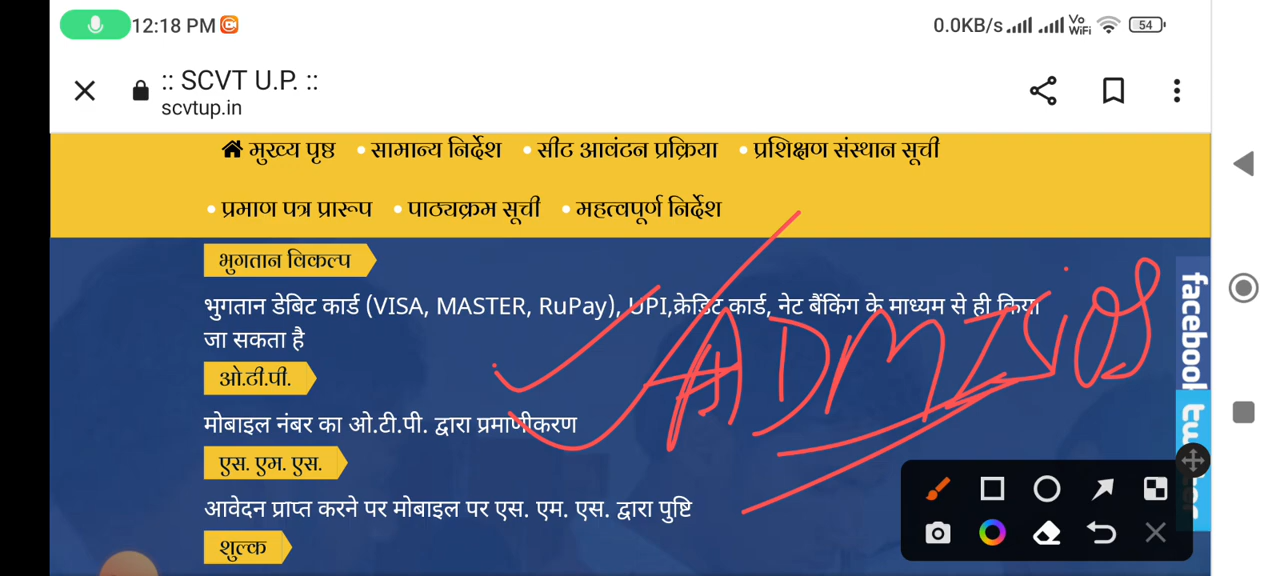 12:18 PM
0.0KB/s Vo WiFi 54
:: SCVT U.P. ::
scvtup.in
मुख्य पृष्ठ • सामान्य निर्देश • सीट आवंटन प्रक्रिया • प्रशिक्षण संस्थान सूची
• प्रमाण पत्र प्रारूप • पाठ्यक्रम सूची • महत्वपूर्ण निर्देश
भुगतान विकल्प
भुगतान डेबिट कार्ड (VISA, MASTER, RuPay), UPI,क्रेडिट कार्ड, नेट बैंकिंग के माध्यम से ही किया
जा सकता है
ओ.टी.पी.
मोबाइल नंबर का ओ.टी.पी. द्वारा प्रमाणीकरण
एस. एम. एस.
आवेदन प्राप्त करने पर मोबाइल पर एस. एम. एस. द्वारा पुष्टि
शुल्क
facebook